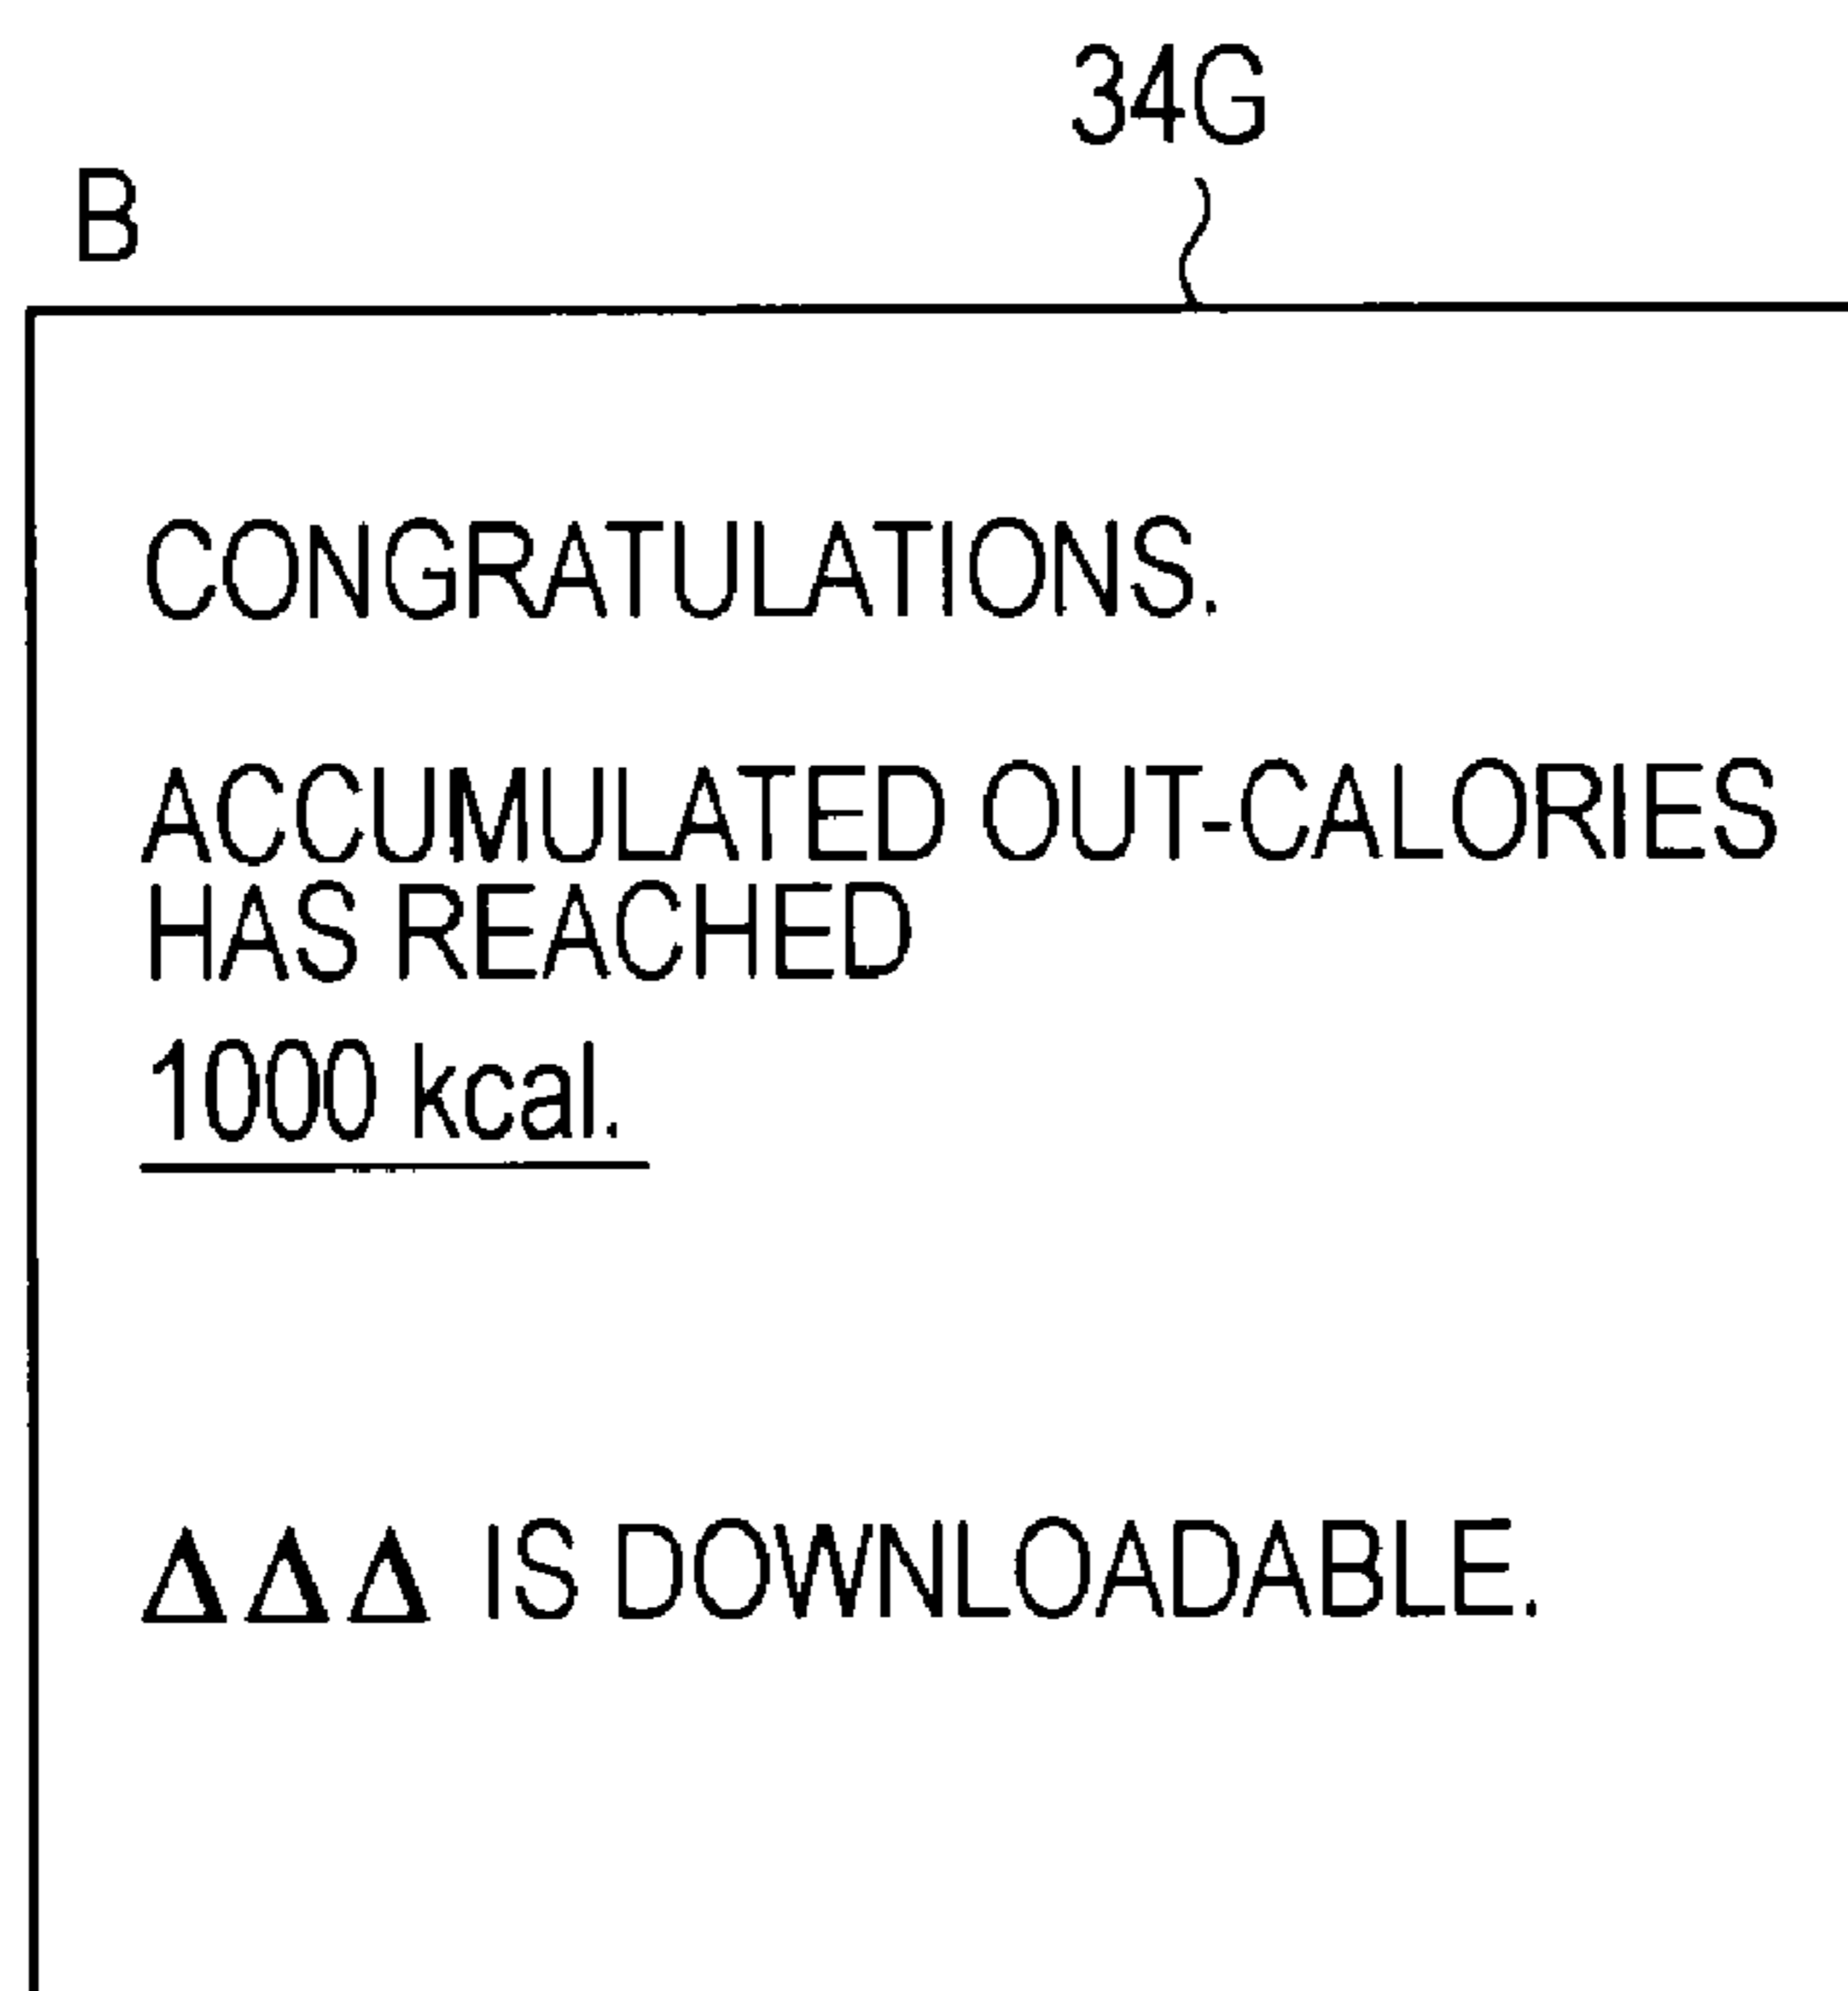 34G
B
CONGRATULATIONS.
ACCUMULATED OUT-CALORIES
HAS REACHED
1000 kcal.
ΔΔΔ IS DOWNLOADABLE.